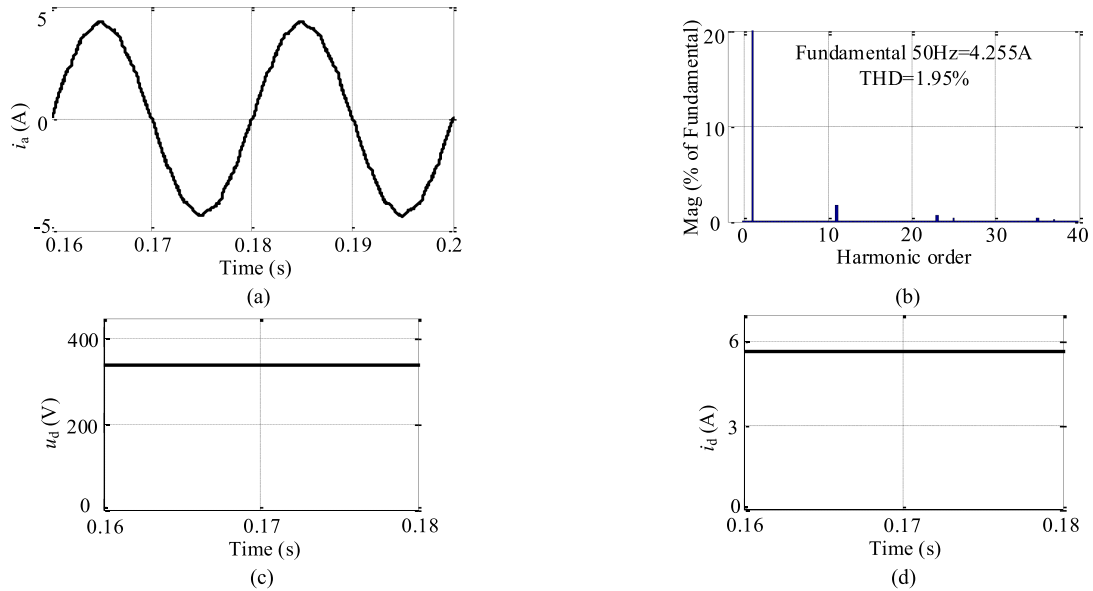 5
0
-5
i_a (A)
0.16 0.17 0.18 0.19 0.2
Time (s)
(a)
20
10
0
Mag (% of Fundamental)
Fundamental 50Hz=4.255A
THD=1.95%
0 10 20 30 40
Harmonic order
(b)
400
200
0
u_d (V)
0.16 0.17 0.18
Time (s)
(c)
6
3
0
i_d (A)
0.16 0.17 0.18
Time (s)
(d)